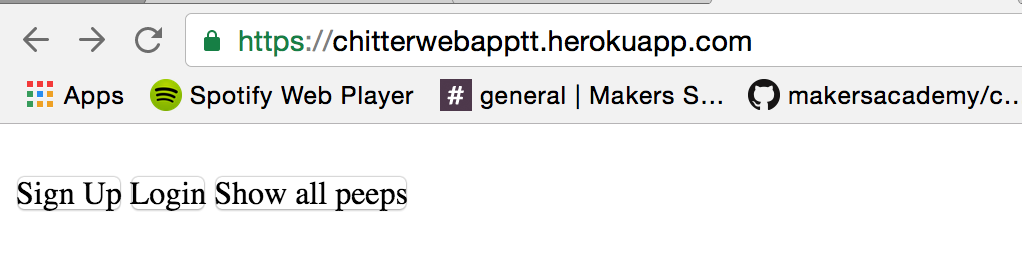 https://chitterwebapptt.herokuapp.com
Apps Spotify Web Player # general | Makers S... makersacademy/c...
Sign Up Login Show all peeps